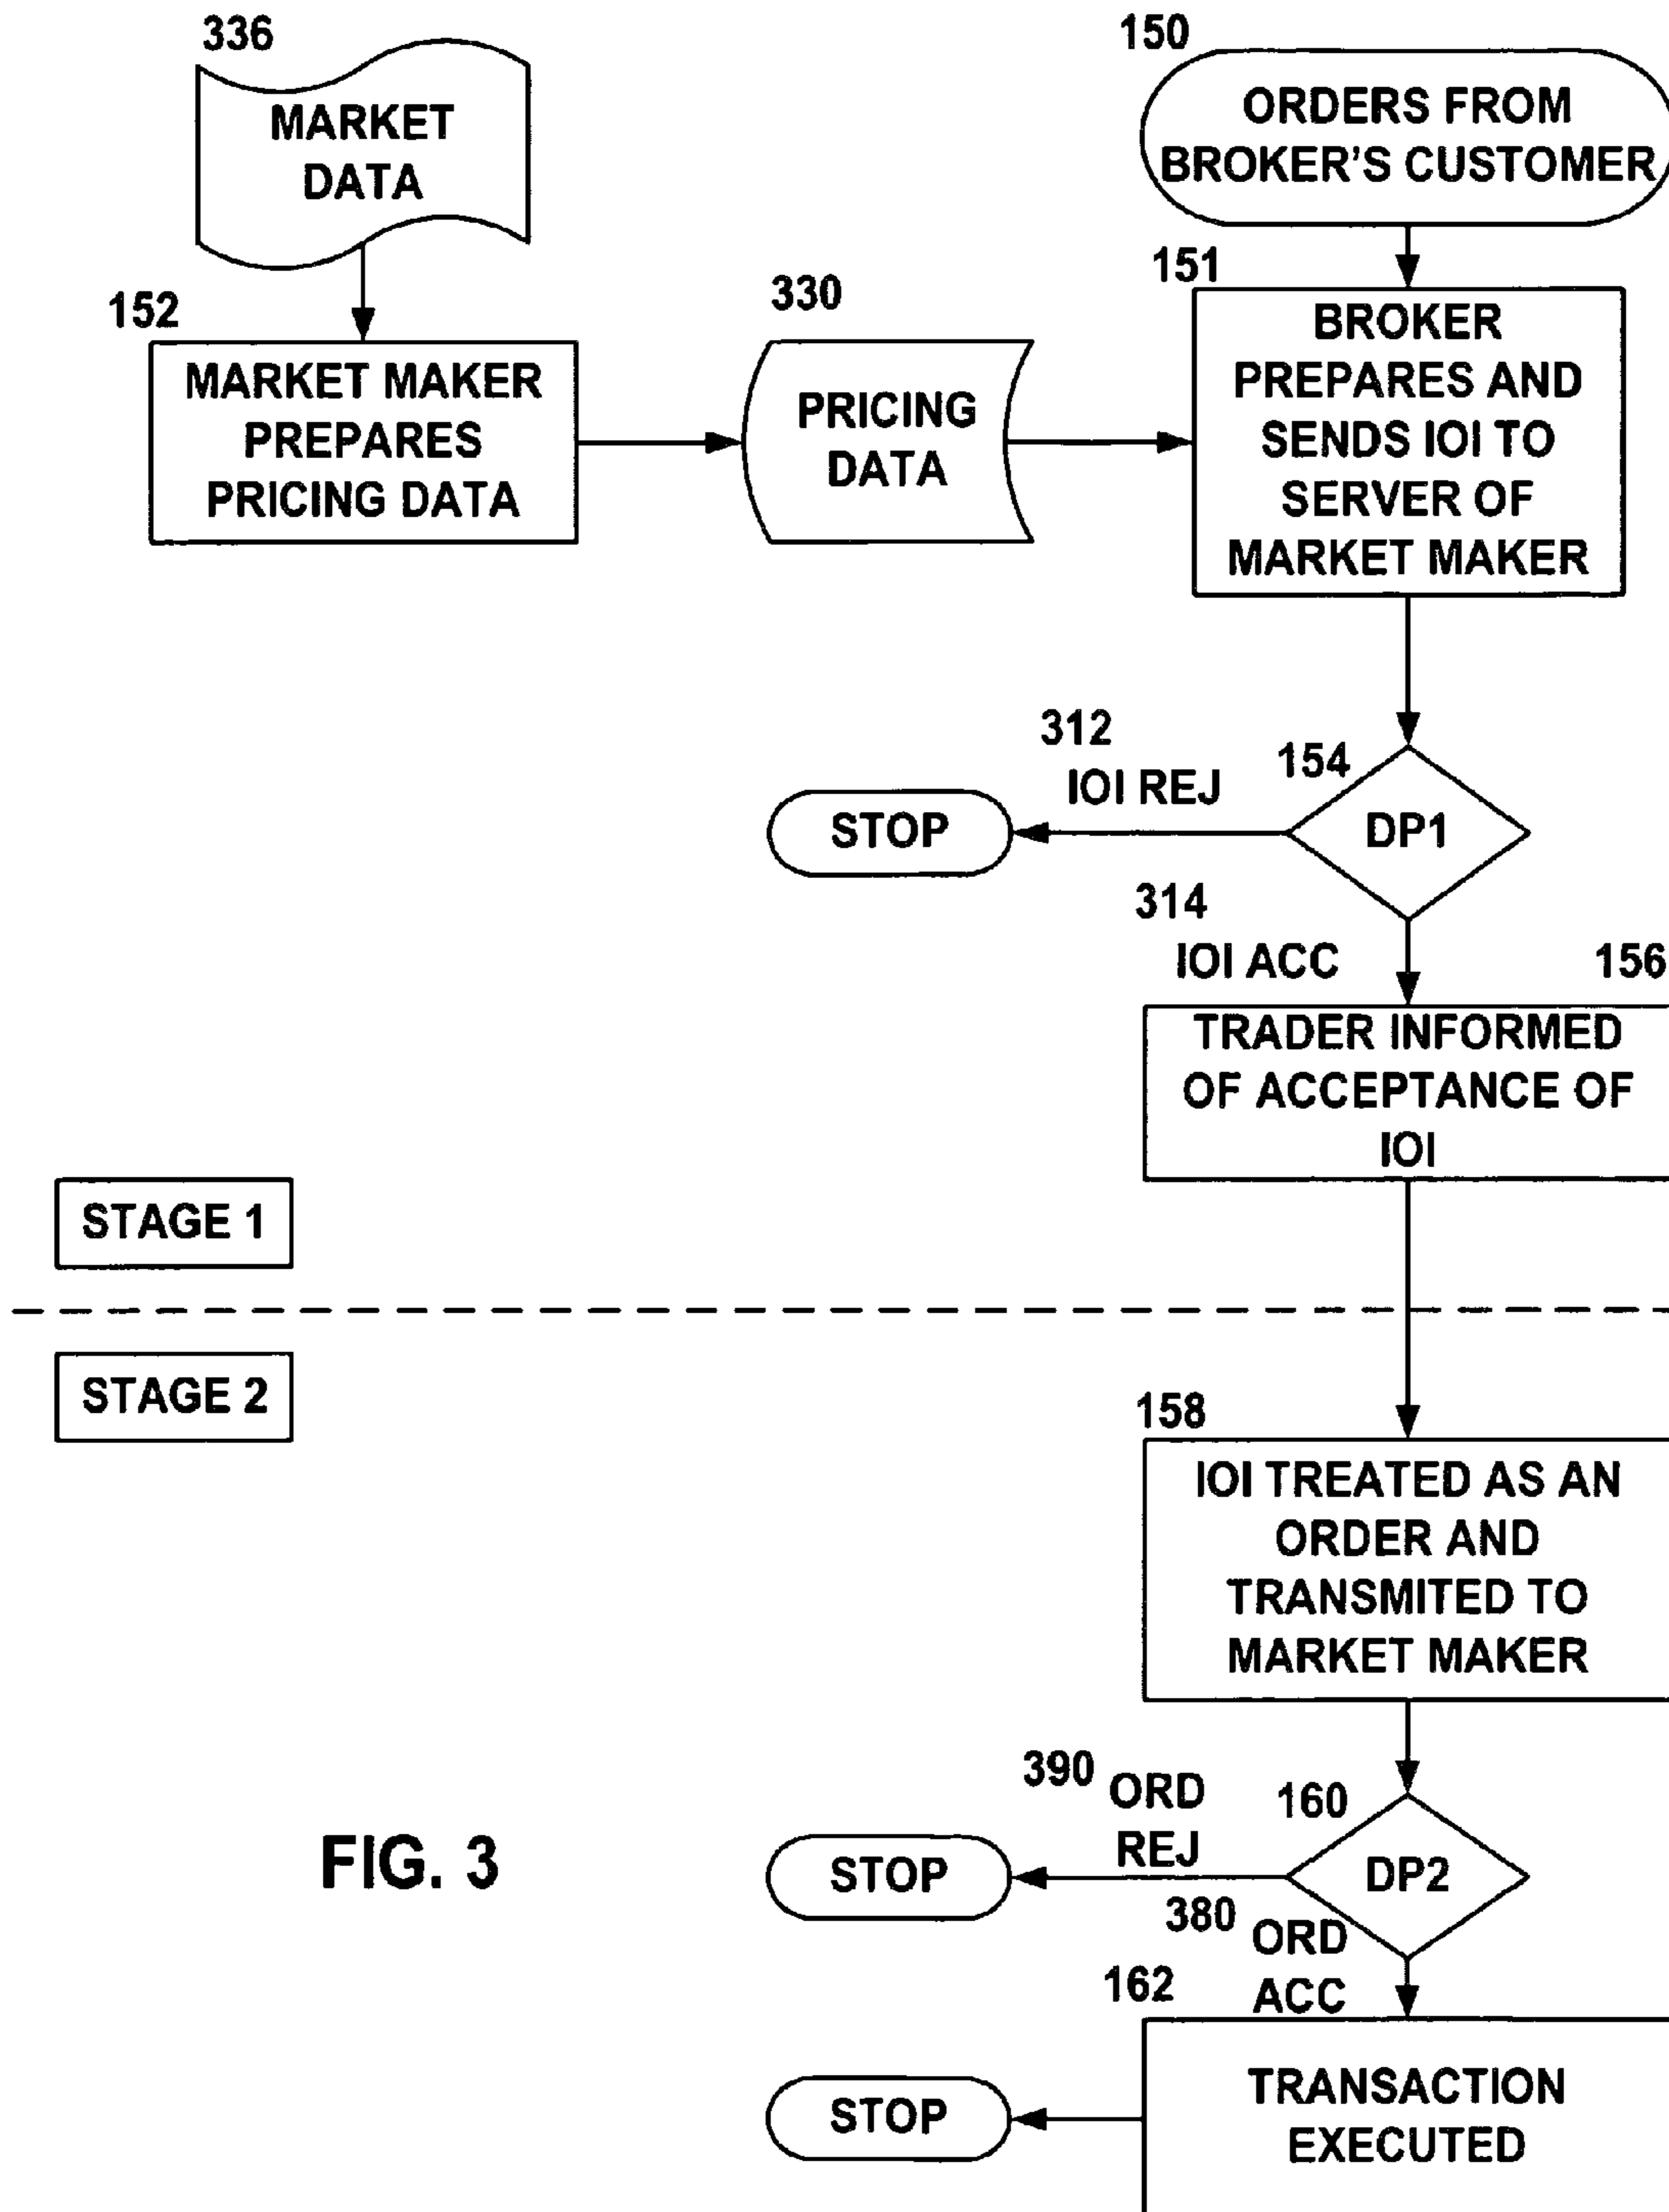 336
MARKET
DATA
150
ORDERS FROM
BROKER'S CUSTOMER
152
MARKET MAKER
PREPARES
PRICING DATA
330
PRICING
DATA
151
BROKER
PREPARES AND
SENDS IOI TO
SERVER OF
MARKET MAKER
312
IOI REJ
STOP
154
DP1
314
IOI ACC
156
TRADER INFORMED
OF ACCEPTANCE OF
IOI
STAGE 1
STAGE 2
158
IOI TREATED AS AN
ORDER AND
TRANSMITED TO
MARKET MAKER
390
ORD
REJ
STOP
160
DP2
380
ORD
ACC
162
TRANSACTION
EXECUTED
STOP
FIG. 3